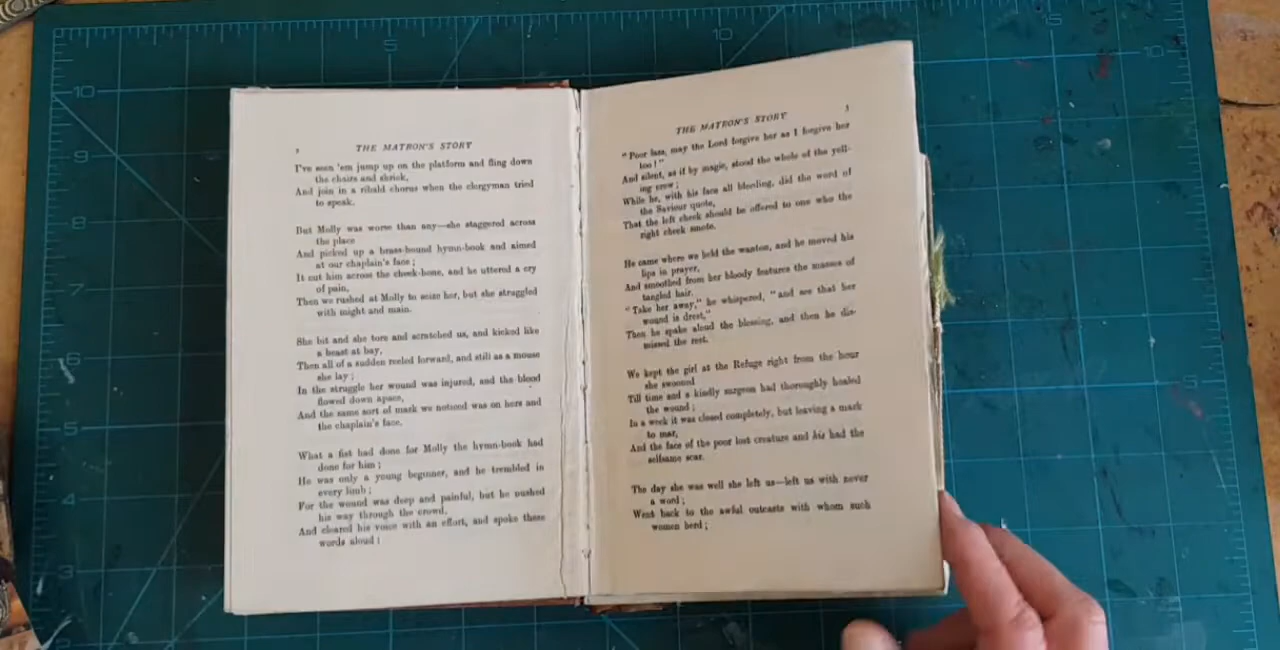 2
THE MATRON'S STORY
I've seen 'em jump up on the platform and fling down
the chairs and shriek,
And join in a ribald chorus when the clergyman tried
to speak.
But Molly was worse than any—she staggered across
the place
And picked up a brass-bound hymn-book and aimed
at our chaplain's face;
It cut him across the cheek-bone, and he uttered a cry
of pain,
Then we rushed at Molly to seize her, but she struggled
with might and main.
She bit and she tore and scratched us, and kicked like
a beast at bay,
Then all of a sudden reeled forward, and still as a mouse
she lay;
In the struggle her wound was injured, and the blood
flowed down apace,
And the same sort of mark we noticed was on hers and
the chaplain's face.
What a fist had done for Molly the hymn-book had
done for him;
He was only a young beginner, and he trembled in
every limb;
For the wound was deep and painful, but he pushed
his way through the crowd,
And cleared his voice with an effort, and spoke these
words aloud:
THE MATRON'S STORY
3
"Poor lass, may the Lord forgive her as I forgive her
too!"
And silent, as if by magic, stood the whole of the yell-
ing crew;
While he, with his face all bleeding, did the word of
the Saviour quote,
That the left cheek should be offered to one who the
right cheek smote.
He came where we held the wanton, and he moved his
lips in prayer,
And smoothed from her bloody features the masses of
tangled hair.
"Take her away," he whispered, "and see that her
wound is drest,"
Then he spake aloud the blessing, and then he dis-
missed the rest.
We kept the girl at the Refuge right from the hour
she swooned
Till time and a kindly surgeon had thoroughly healed
the wound;
In a week it was closed completely, but leaving a mark
to mar,
And the face of the poor lost creature and his had the
selfsame scar.
The day she was well she left us—left us with never
a word;
Went back to the awful outcasts with whom such
women herd;
5
10
15
10
9
8
7
6
5
4
3
10
5